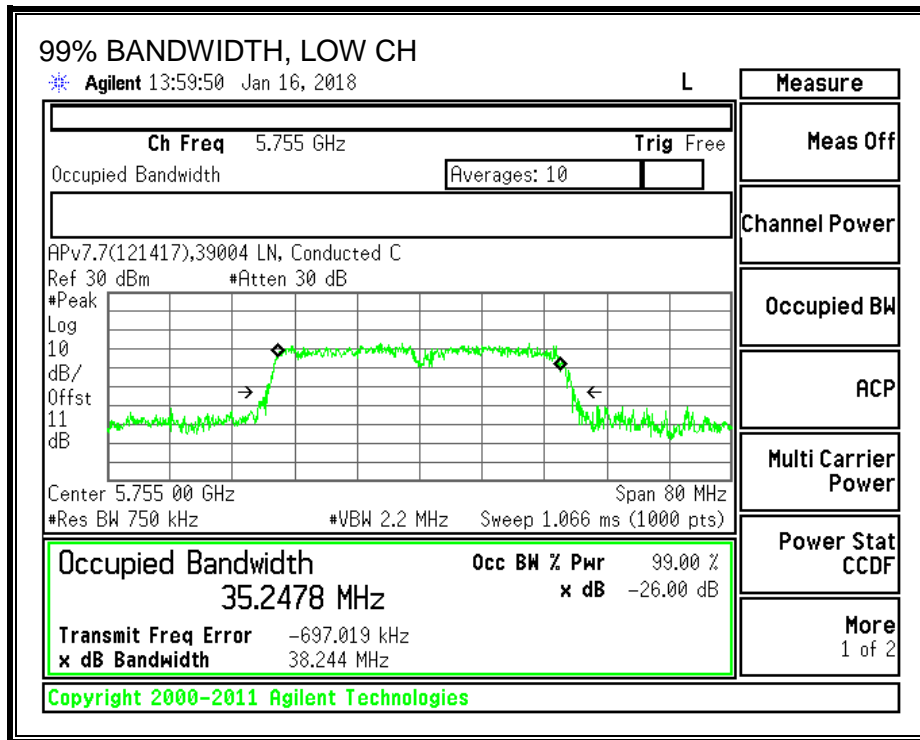 99% BANDWIDTH, LOW CH
Agilent 13:59:50 Jan 16, 2018 L
Measure
Ch Freq 5.755 GHz Trig Free
Meas Off
Occupied Bandwidth Averages: 10
Channel Power
APv7.7(121417),39004 LN, Conducted C
Ref 30 dBm #Atten 30 dB
#Peak
Log
10
dB/
Offst
11
dB
Occupied BW
ACP
Multi Carrier
Power
Center 5.755 00 GHz Span 80 MHz
#Res BW 750 kHz #VBW 2.2 MHz Sweep 1.066 ms (1000 pts)
Power Stat
CCDF
Occupied Bandwidth Occ BW % Pwr 99.00 %
35.2478 MHz x dB -26.00 dB
Transmit Freq Error -697.019 kHz
x dB Bandwidth 38.244 MHz
More
1 of 2
Copyright 2000-2011 Agilent Technologies